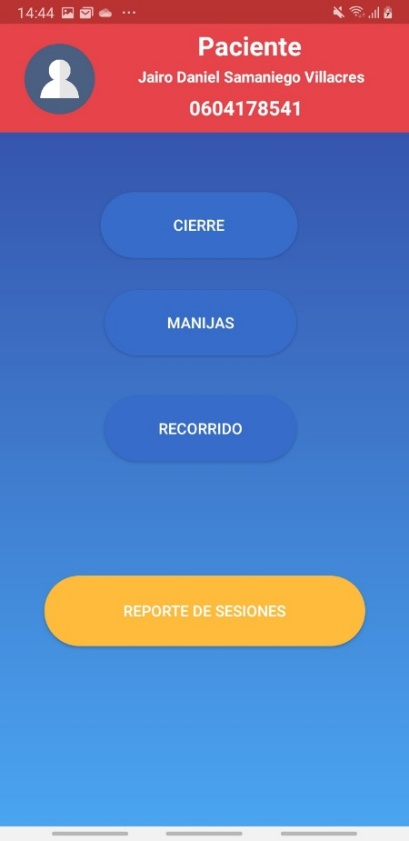 14:44
Paciente
Jairo Daniel Samaniego Villacres
0604178541
CIERRE
MANIJAS
RECORRIDO
REPORTE DE SESIONES